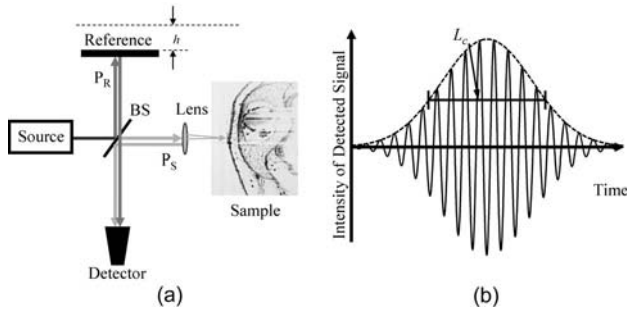 Reference
h
P_R
BS
Lens
Source
P_S
Sample
Detector
(a)
L_c
Intensity of Detected Signal
Time
(b)